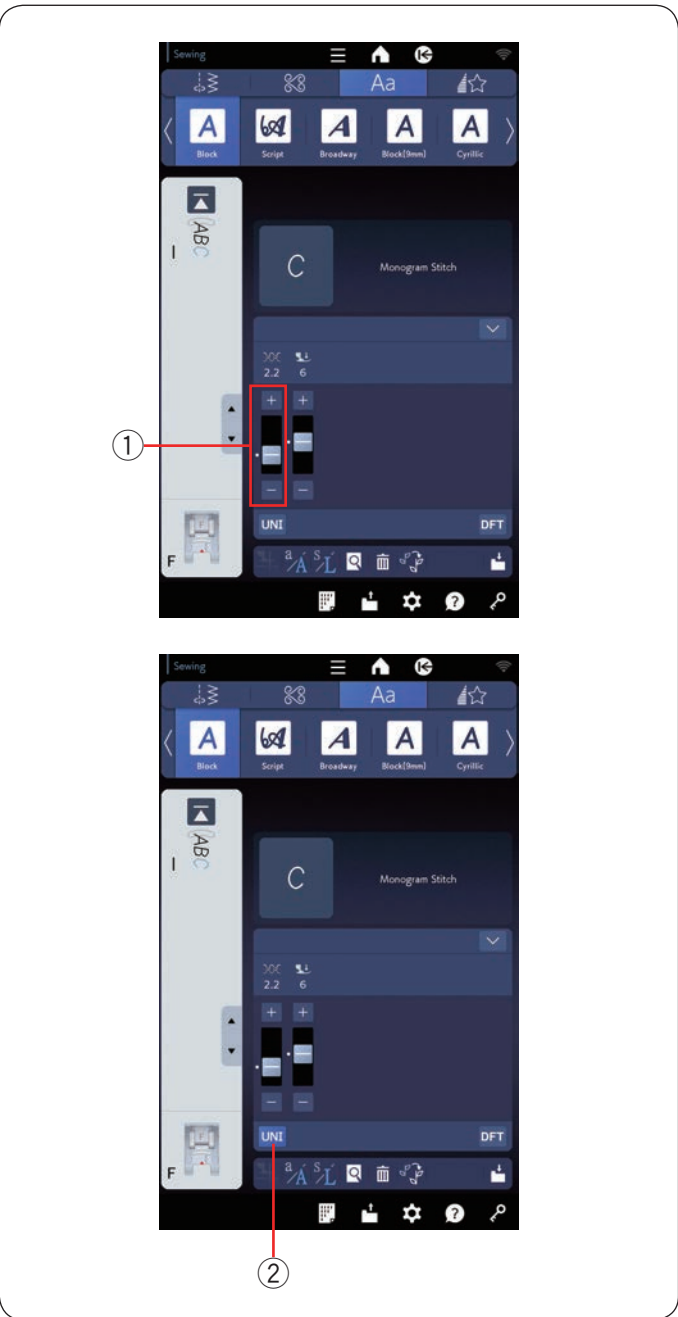 Sewing
Aa
A A A A A
Block Script Broadway Block[9mm] Cyrillic
ABC
I
C Monogram Stitch
2.2 6
+ +
1
- -
UNI DFT
F
a/A S/L
?
Sewing
Aa
A A A A A
Block Script Broadway Block[9mm] Cyrillic
ABC
I
C Monogram Stitch
2.2 6
+ +
- -
UNI DFT
F
a/A S/L
?
2